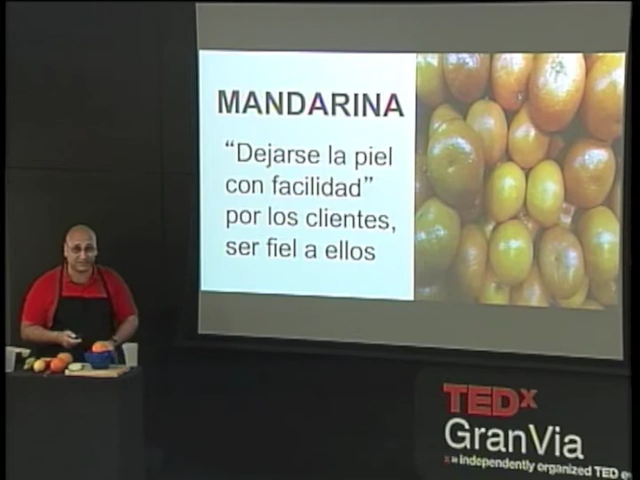 MANDARINA
“Dejarse la piel
con facilidad”
por los clientes,
ser fiel a ellos
TEDx
GranVia
x = independently organized TED